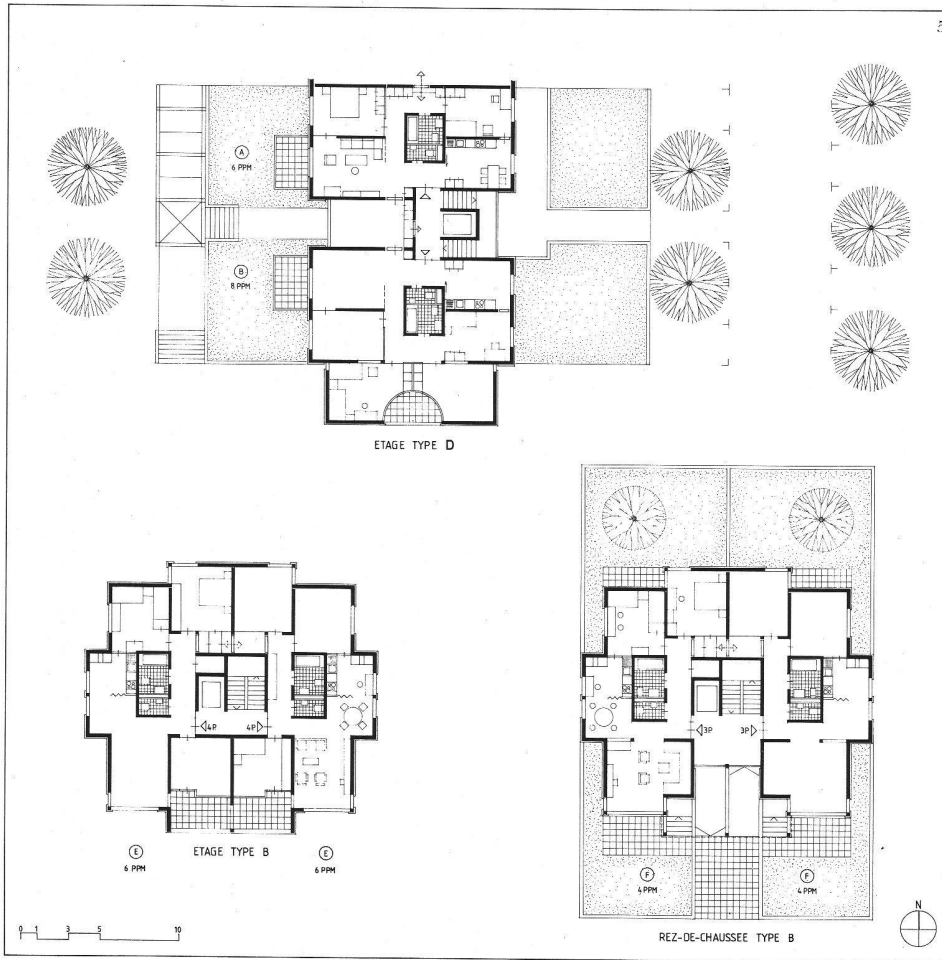 5
A
6 PPM
B
8 PPM
ETAGE TYPE D
4P 4P
E
6 PPM
ETAGE TYPE B
E
6 PPM
3P 3P
F
4 PPM
F
4 PPM
REZ-DE-CHAUSSEE TYPE B
N
0 1 3 5 10